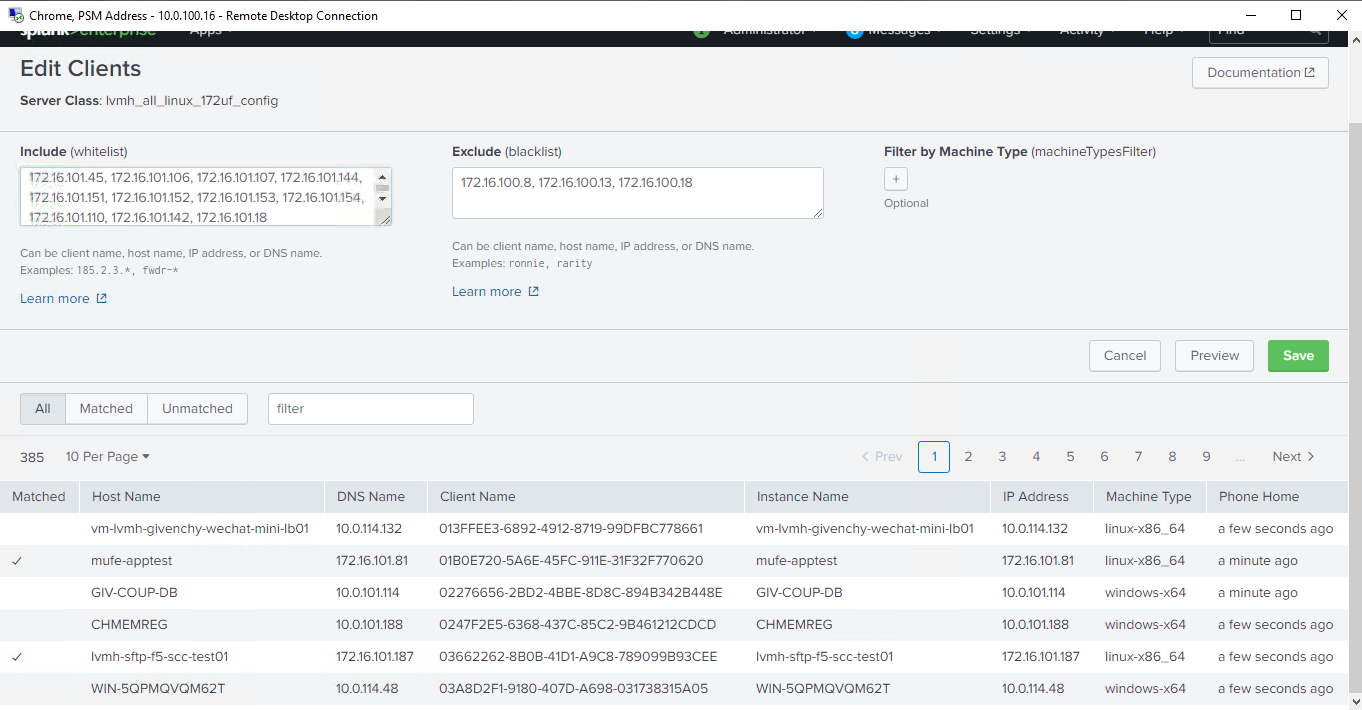 Chrome, PSM Address - 10.0.100.16 - Remote Desktop Connection
splunk>enterprise Apps Administrator Messages Settings Activity Help Find
Edit Clients
Documentation
Server Class: lvmh_all_linux_172uf_config
Include (whitelist)
172.16.101.45, 172.16.101.106, 172.16.101.107, 172.16.101.144,
172.16.101.151, 172.16.101.152, 172.16.101.153, 172.16.101.154,
172.16.101.110, 172.16.101.142, 172.16.101.18
Can be client name, host name, IP address, or DNS name.
Examples: 185.2.3.*, fwdr-*
Learn more
Exclude (blacklist)
172.16.100.8, 172.16.100.13, 172.16.100.18
Can be client name, host name, IP address, or DNS name.
Examples: ronnie, rarity
Learn more
Filter by Machine Type (machineTypesFilter)
+
Optional
Cancel Preview Save
All Matched Unmatched filter
385 10 Per Page Prev 1 2 3 4 5 6 7 8 9 ... Next
Matched Host Name DNS Name Client Name Instance Name IP Address Machine Type Phone Home
vm-lvmh-givenchy-wechat-mini-lb01 10.0.114.132 013FFEE3-6892-4912-8719-99DFBC778661 vm-lvmh-givenchy-wechat-mini-lb01 10.0.114.132 linux-x86_64 a few seconds ago
mufe-apptest 172.16.101.81 01B0E720-5A6E-45FC-911E-31F32F770620 mufe-apptest 172.16.101.81 linux-x86_64 a minute ago
GIV-COUP-DB 10.0.101.114 02276656-2BD2-4BBE-8D8C-894B342B448E GIV-COUP-DB 10.0.101.114 windows-x64 a minute ago
CHMEMREG 10.0.101.188 0247F2E5-6368-437C-85C2-9B461212CDCD CHMEMREG 10.0.101.188 windows-x64 a few seconds ago
lvmh-sftp-f5-scc-test01 172.16.101.187 03662262-8B0B-41D1-A9C8-789099B93CEE lvmh-sftp-f5-scc-test01 172.16.101.187 linux-x86_64 a few seconds ago
WIN-5QPMQVQM62T 10.0.114.48 03A8D2F1-9180-407D-A698-031738315A05 WIN-5QPMQVQM62T 10.0.114.48 windows-x64 a few seconds ago